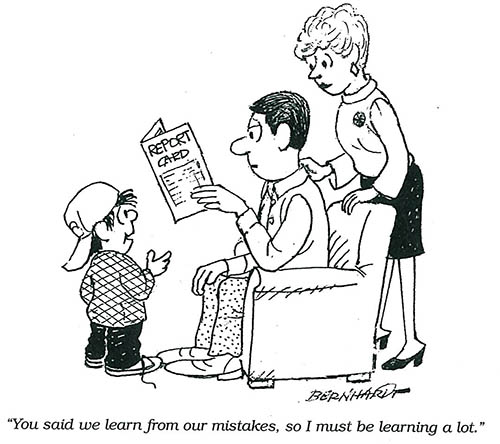 REPORT
CARD
BERNHARDT
"You said we learn from our mistakes, so I must be learning a lot."